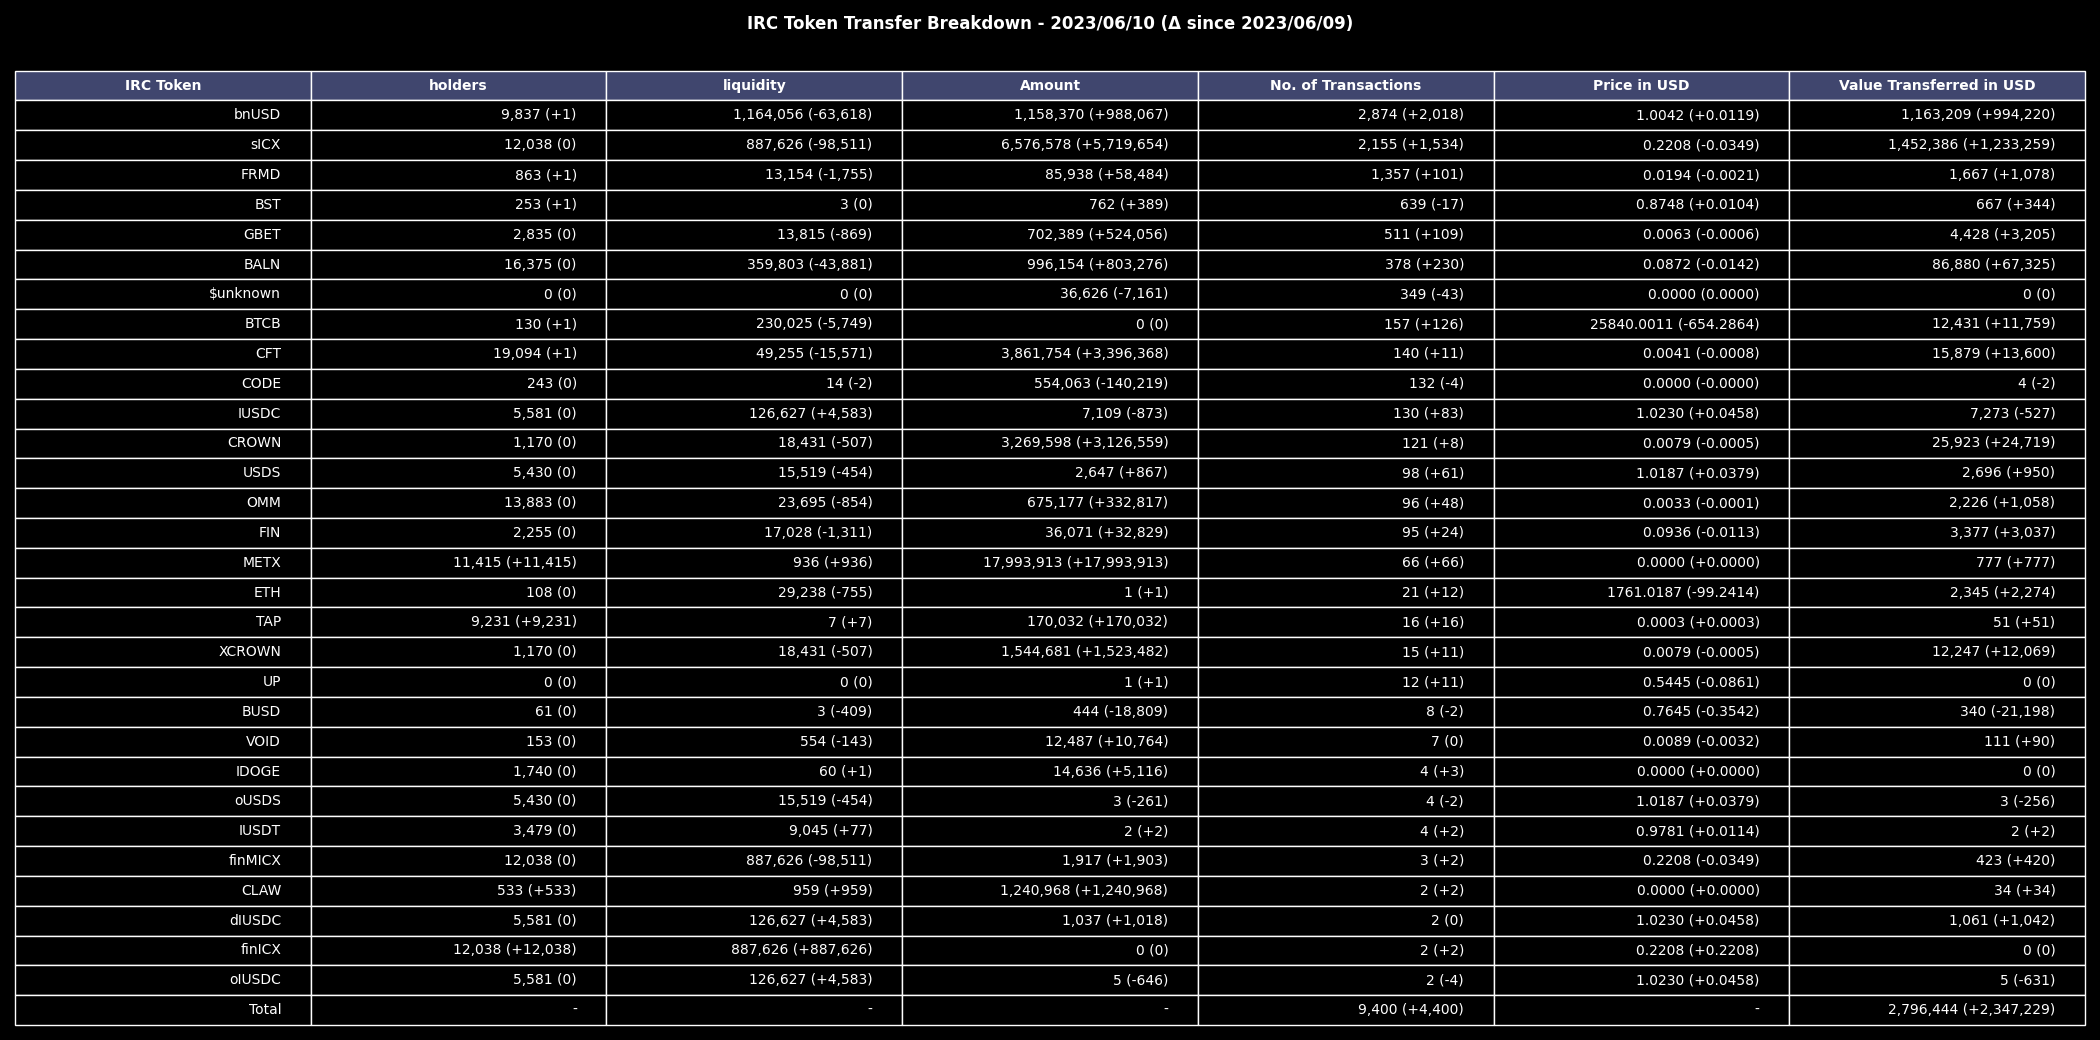 IRC Token Transfer Breakdown - 2023/06/10 (Δ since 2023/06/09)
IRC Token holders liquidity Amount No. of Transactions Price in USD Value Transferred in USD
bnUSD 9,837 (+1) 1,164,056 (-63,618) 1,158,370 (+988,067) 2,874 (+2,018) 1.0042 (+0.0119) 1,163,209 (+994,220)
sICX 12,038 (0) 887,626 (-98,511) 6,576,578 (+5,719,654) 2,155 (+1,534) 0.2208 (-0.0349) 1,452,386 (+1,233,259)
FRMD 863 (+1) 13,154 (-1,755) 85,938 (+58,484) 1,357 (+101) 0.0194 (-0.0021) 1,667 (+1,078)
BST 253 (+1) 3 (0) 762 (+389) 639 (-17) 0.8748 (+0.0104) 667 (+344)
GBET 2,835 (0) 13,815 (-869) 702,389 (+524,056) 511 (+109) 0.0063 (-0.0006) 4,428 (+3,205)
BALN 16,375 (0) 359,803 (-43,881) 996,154 (+803,276) 378 (+230) 0.0872 (-0.0142) 86,880 (+67,325)
$unknown 0 (0) 0 (0) 36,626 (-7,161) 349 (-43) 0.0000 (0.0000) 0 (0)
BTCB 130 (+1) 230,025 (-5,749) 0 (0) 157 (+126) 25840.0011 (-654.2864) 12,431 (+11,759)
CFT 19,094 (+1) 49,255 (-15,571) 3,861,754 (+3,396,368) 140 (+11) 0.0041 (-0.0008) 15,879 (+13,600)
CODE 243 (0) 14 (-2) 554,063 (-140,219) 132 (-4) 0.0000 (-0.0000) 4 (-2)
IUSDC 5,581 (0) 126,627 (+4,583) 7,109 (-873) 130 (+83) 1.0230 (+0.0458) 7,273 (-527)
CROWN 1,170 (0) 18,431 (-507) 3,269,598 (+3,126,559) 121 (+8) 0.0079 (-0.0005) 25,923 (+24,719)
USDS 5,430 (0) 15,519 (-454) 2,647 (+867) 98 (+61) 1.0187 (+0.0379) 2,696 (+950)
OMM 13,883 (0) 23,695 (-854) 675,177 (+332,817) 96 (+48) 0.0033 (-0.0001) 2,226 (+1,058)
FIN 2,255 (0) 17,028 (-1,311) 36,071 (+32,829) 95 (+24) 0.0936 (-0.0113) 3,377 (+3,037)
METX 11,415 (+11,415) 936 (+936) 17,993,913 (+17,993,913) 66 (+66) 0.0000 (+0.0000) 777 (+777)
ETH 108 (0) 29,238 (-755) 1 (+1) 21 (+12) 1761.0187 (-99.2414) 2,345 (+2,274)
TAP 9,231 (+9,231) 7 (+7) 170,032 (+170,032) 16 (+16) 0.0003 (+0.0003) 51 (+51)
XCROWN 1,170 (0) 18,431 (-507) 1,544,681 (+1,523,482) 15 (+11) 0.0079 (-0.0005) 12,247 (+12,069)
UP 0 (0) 0 (0) 1 (+1) 12 (+11) 0.5445 (-0.0861) 0 (0)
BUSD 61 (0) 3 (-409) 444 (-18,809) 8 (-2) 0.7645 (-0.3542) 340 (-21,198)
VOID 153 (0) 554 (-143) 12,487 (+10,764) 7 (0) 0.0089 (-0.0032) 111 (+90)
IDOGE 1,740 (0) 60 (+1) 14,636 (+5,116) 4 (+3) 0.0000 (+0.0000) 0 (0)
oUSDS 5,430 (0) 15,519 (-454) 3 (-261) 4 (-2) 1.0187 (+0.0379) 3 (-256)
IUSDT 3,479 (0) 9,045 (+77) 2 (+2) 4 (+2) 0.9781 (+0.0114) 2 (+2)
finMICX 12,038 (0) 887,626 (-98,511) 1,917 (+1,903) 3 (+2) 0.2208 (-0.0349) 423 (+420)
CLAW 533 (+533) 959 (+959) 1,240,968 (+1,240,968) 2 (+2) 0.0000 (+0.0000) 34 (+34)
dIUSDC 5,581 (0) 126,627 (+4,583) 1,037 (+1,018) 2 (0) 1.0230 (+0.0458) 1,061 (+1,042)
finICX 12,038 (+12,038) 887,626 (+887,626) 0 (0) 2 (+2) 0.2208 (+0.2208) 0 (0)
oIUSDC 5,581 (0) 126,627 (+4,583) 5 (-646) 2 (-4) 1.0230 (+0.0458) 5 (-631)
Total - - - 9,400 (+4,400) - 2,796,444 (+2,347,229)